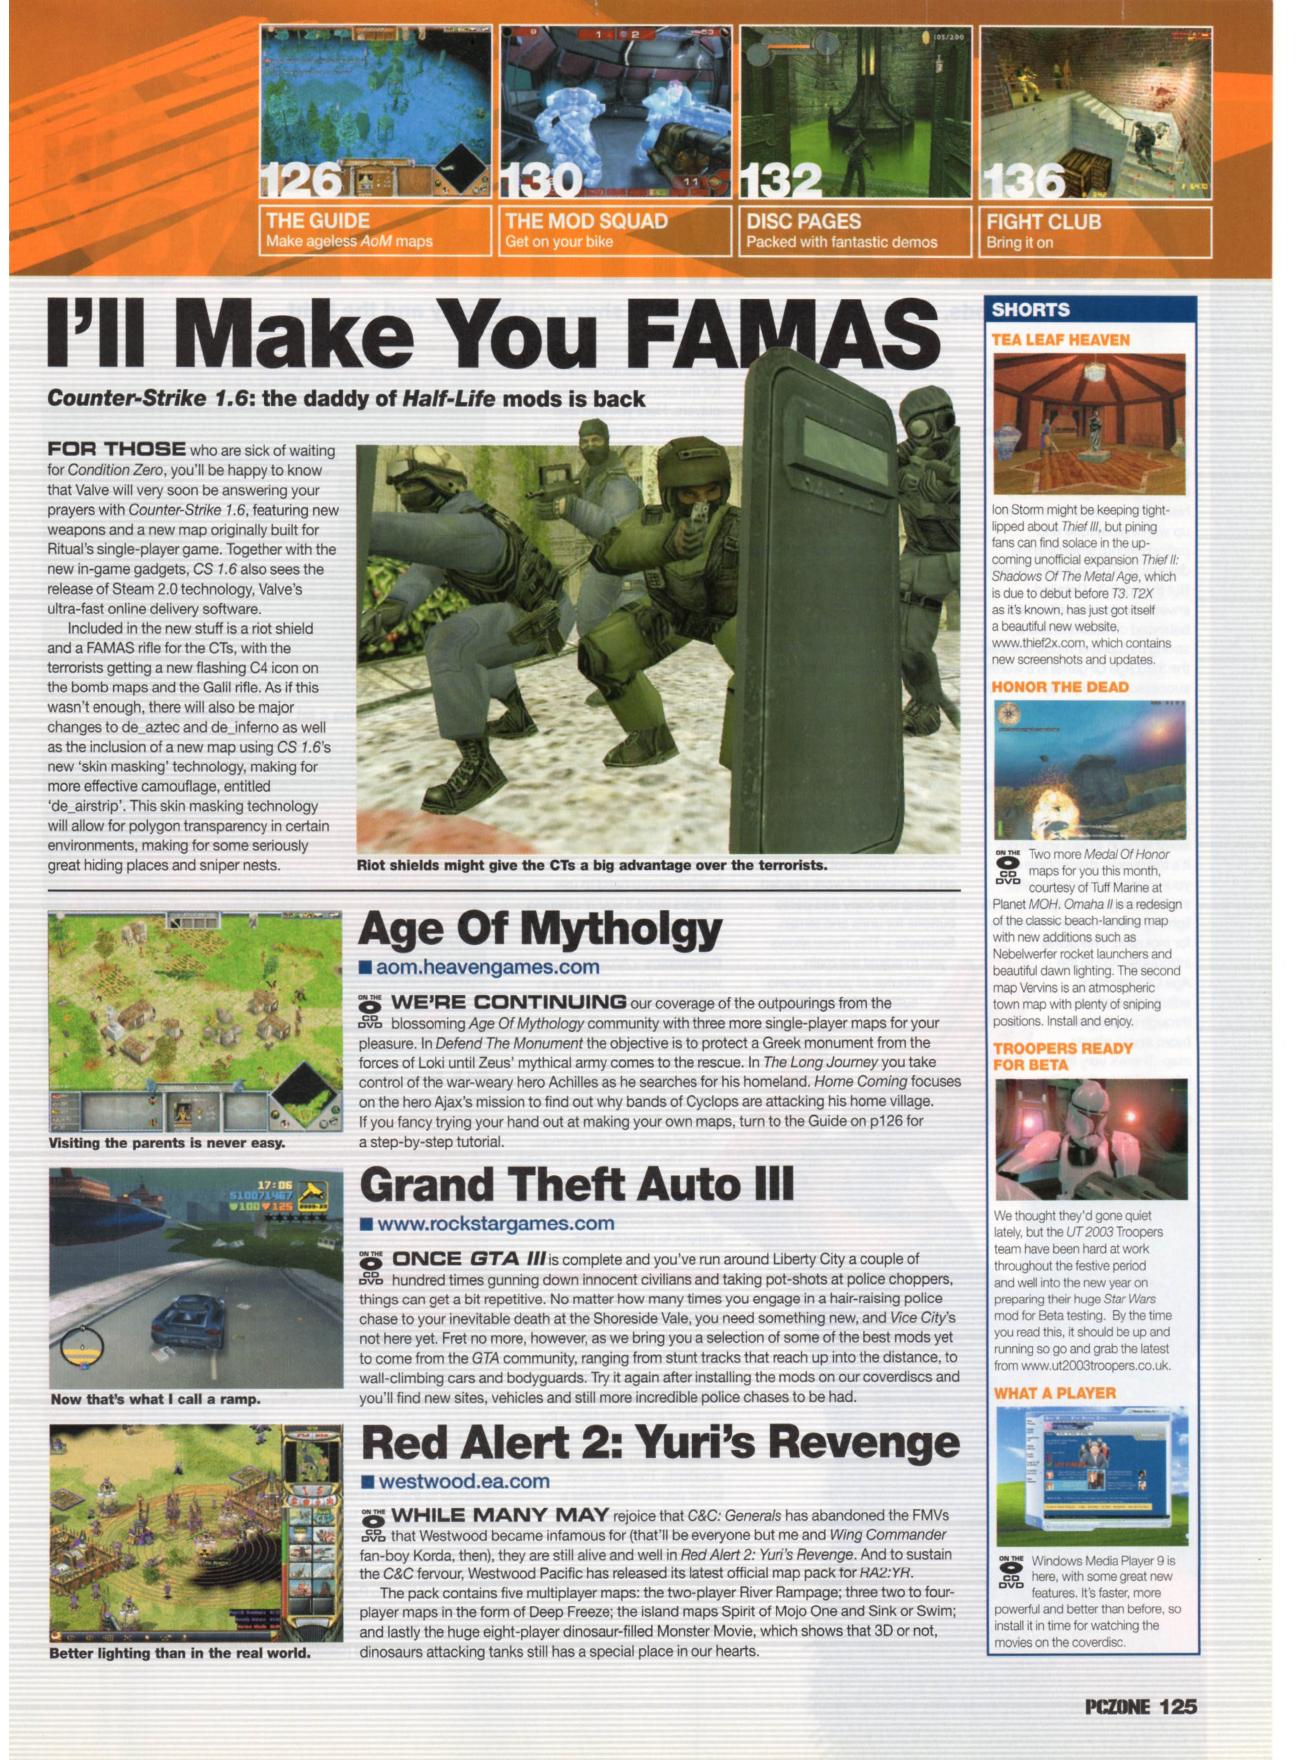 126
THE GUIDE
Make ageless AoM maps
130
THE MOD SQUAD
Get on your bike
132
DISC PAGES
Packed with fantastic demos
136
FIGHT CLUB
Bring it on
I'll Make You FAMAS
Counter-Strike 1.6: the daddy of Half-Life mods is back
FOR THOSE who are sick of waiting
for Condition Zero, you'll be happy to know
that Valve will very soon be answering your
prayers with Counter-Strike 1.6, featuring new
weapons and a new map originally built for
Ritual's single-player game. Together with the
new in-game gadgets, CS 1.6 also sees the
release of Steam 2.0 technology, Valve's
ultra-fast online delivery software.
Included in the new stuff is a riot shield
and a FAMAS rifle for the CTs, with the
terrorists getting a new flashing C4 icon on
the bomb maps and the Galil rifle. As if this
wasn't enough, there will also be major
changes to de_aztec and de_inferno as well
as the inclusion of a new map using CS 1.6's
new 'skin masking' technology, making for
more effective camouflage, entitled
'de_airstrip'. This skin masking technology
will allow for polygon transparency in certain
environments, making for some seriously
great hiding places and sniper nests.
Riot shields might give the CTs a big advantage over the terrorists.
Visiting the parents is never easy.
Age Of Mytholgy
aom.heavengames.com
ON THE CD DVD
WE'RE CONTINUING our coverage of the outpourings from the
blossoming Age Of Mythology community with three more single-player maps for your
pleasure. In Defend The Monument the objective is to protect a Greek monument from the
forces of Loki until Zeus' mythical army comes to the rescue. In The Long Journey you take
control of the war-weary hero Achilles as he searches for his homeland. Home Coming focuses
on the hero Ajax's mission to find out why bands of Cyclops are attacking his home village.
If you fancy trying your hand out at making your own maps, turn to the Guide on p126 for
a step-by-step tutorial.
17:06
Now that's what I call a ramp.
Grand Theft Auto III
www.rockstargames.com
ON THE CD DVD
ONCE GTA III is complete and you've run around Liberty City a couple of
hundred times gunning down innocent civilians and taking pot-shots at police choppers,
things can get a bit repetitive. No matter how many times you engage in a hair-raising police
chase to your inevitable death at the Shoreside Vale, you need something new, and Vice City's
not here yet. Fret no more, however, as we bring you a selection of some of the best mods yet
to come from the GTA community, ranging from stunt tracks that reach up into the distance, to
wall-climbing cars and bodyguards. Try it again after installing the mods on our coverdiscs and
you'll find new sites, vehicles and still more incredible police chases to be had.
Better lighting than in the real world.
Red Alert 2: Yuri's Revenge
westwood.ea.com
ON THE CD DVD
WHILE MANY MAY rejoice that C&C: Generals has abandoned the FMVs
that Westwood became infamous for (that'll be everyone but me and Wing Commander
fan-boy Korda, then), they are still alive and well in Red Alert 2: Yuri's Revenge. And to sustain
the C&C fervour, Westwood Pacific has released its latest official map pack for RA2:YR.
The pack contains five multiplayer maps: the two-player River Rampage; three two to four-
player maps in the form of Deep Freeze; the island maps Spirit of Mojo One and Sink or Swim;
and lastly the huge eight-player dinosaur-filled Monster Movie, which shows that 3D or not,
dinosaurs attacking tanks still has a special place in our hearts.
SHORTS
TEA LEAF HEAVEN
Ion Storm might be keeping tight-
lipped about Thief III, but pining
fans can find solace in the up-
coming unofficial expansion Thief II:
Shadows Of The Metal Age, which
is due to debut before T3. T2X
as it's known, has just got itself
a beautiful new website,
www.thief2x.com, which contains
new screenshots and updates.
HONOR THE DEAD
ON THE CD DVD
Two more Medal Of Honor
maps for you this month,
courtesy of Tuff Marine at
Planet MOH. Omaha II is a redesign
of the classic beach-landing map
with new additions such as
Nebelwerfer rocket launchers and
beautiful dawn lighting. The second
map Vervins is an atmospheric
town map with plenty of sniping
positions. Install and enjoy.
TROOPERS READY
FOR BETA
We thought they'd gone quiet
lately, but the UT 2003 Troopers
team have been hard at work
throughout the festive period
and well into the new year on
preparing their huge Star Wars
mod for Beta testing. By the time
you read this, it should be up and
running so go and grab the latest
from www.ut2003troopers.co.uk.
WHAT A PLAYER
ON THE CD DVD
Windows Media Player 9 is
here, with some great new
features. It's faster, more
powerful and better than before, so
install it in time for watching the
movies on the coverdisc.
PCZONE 125